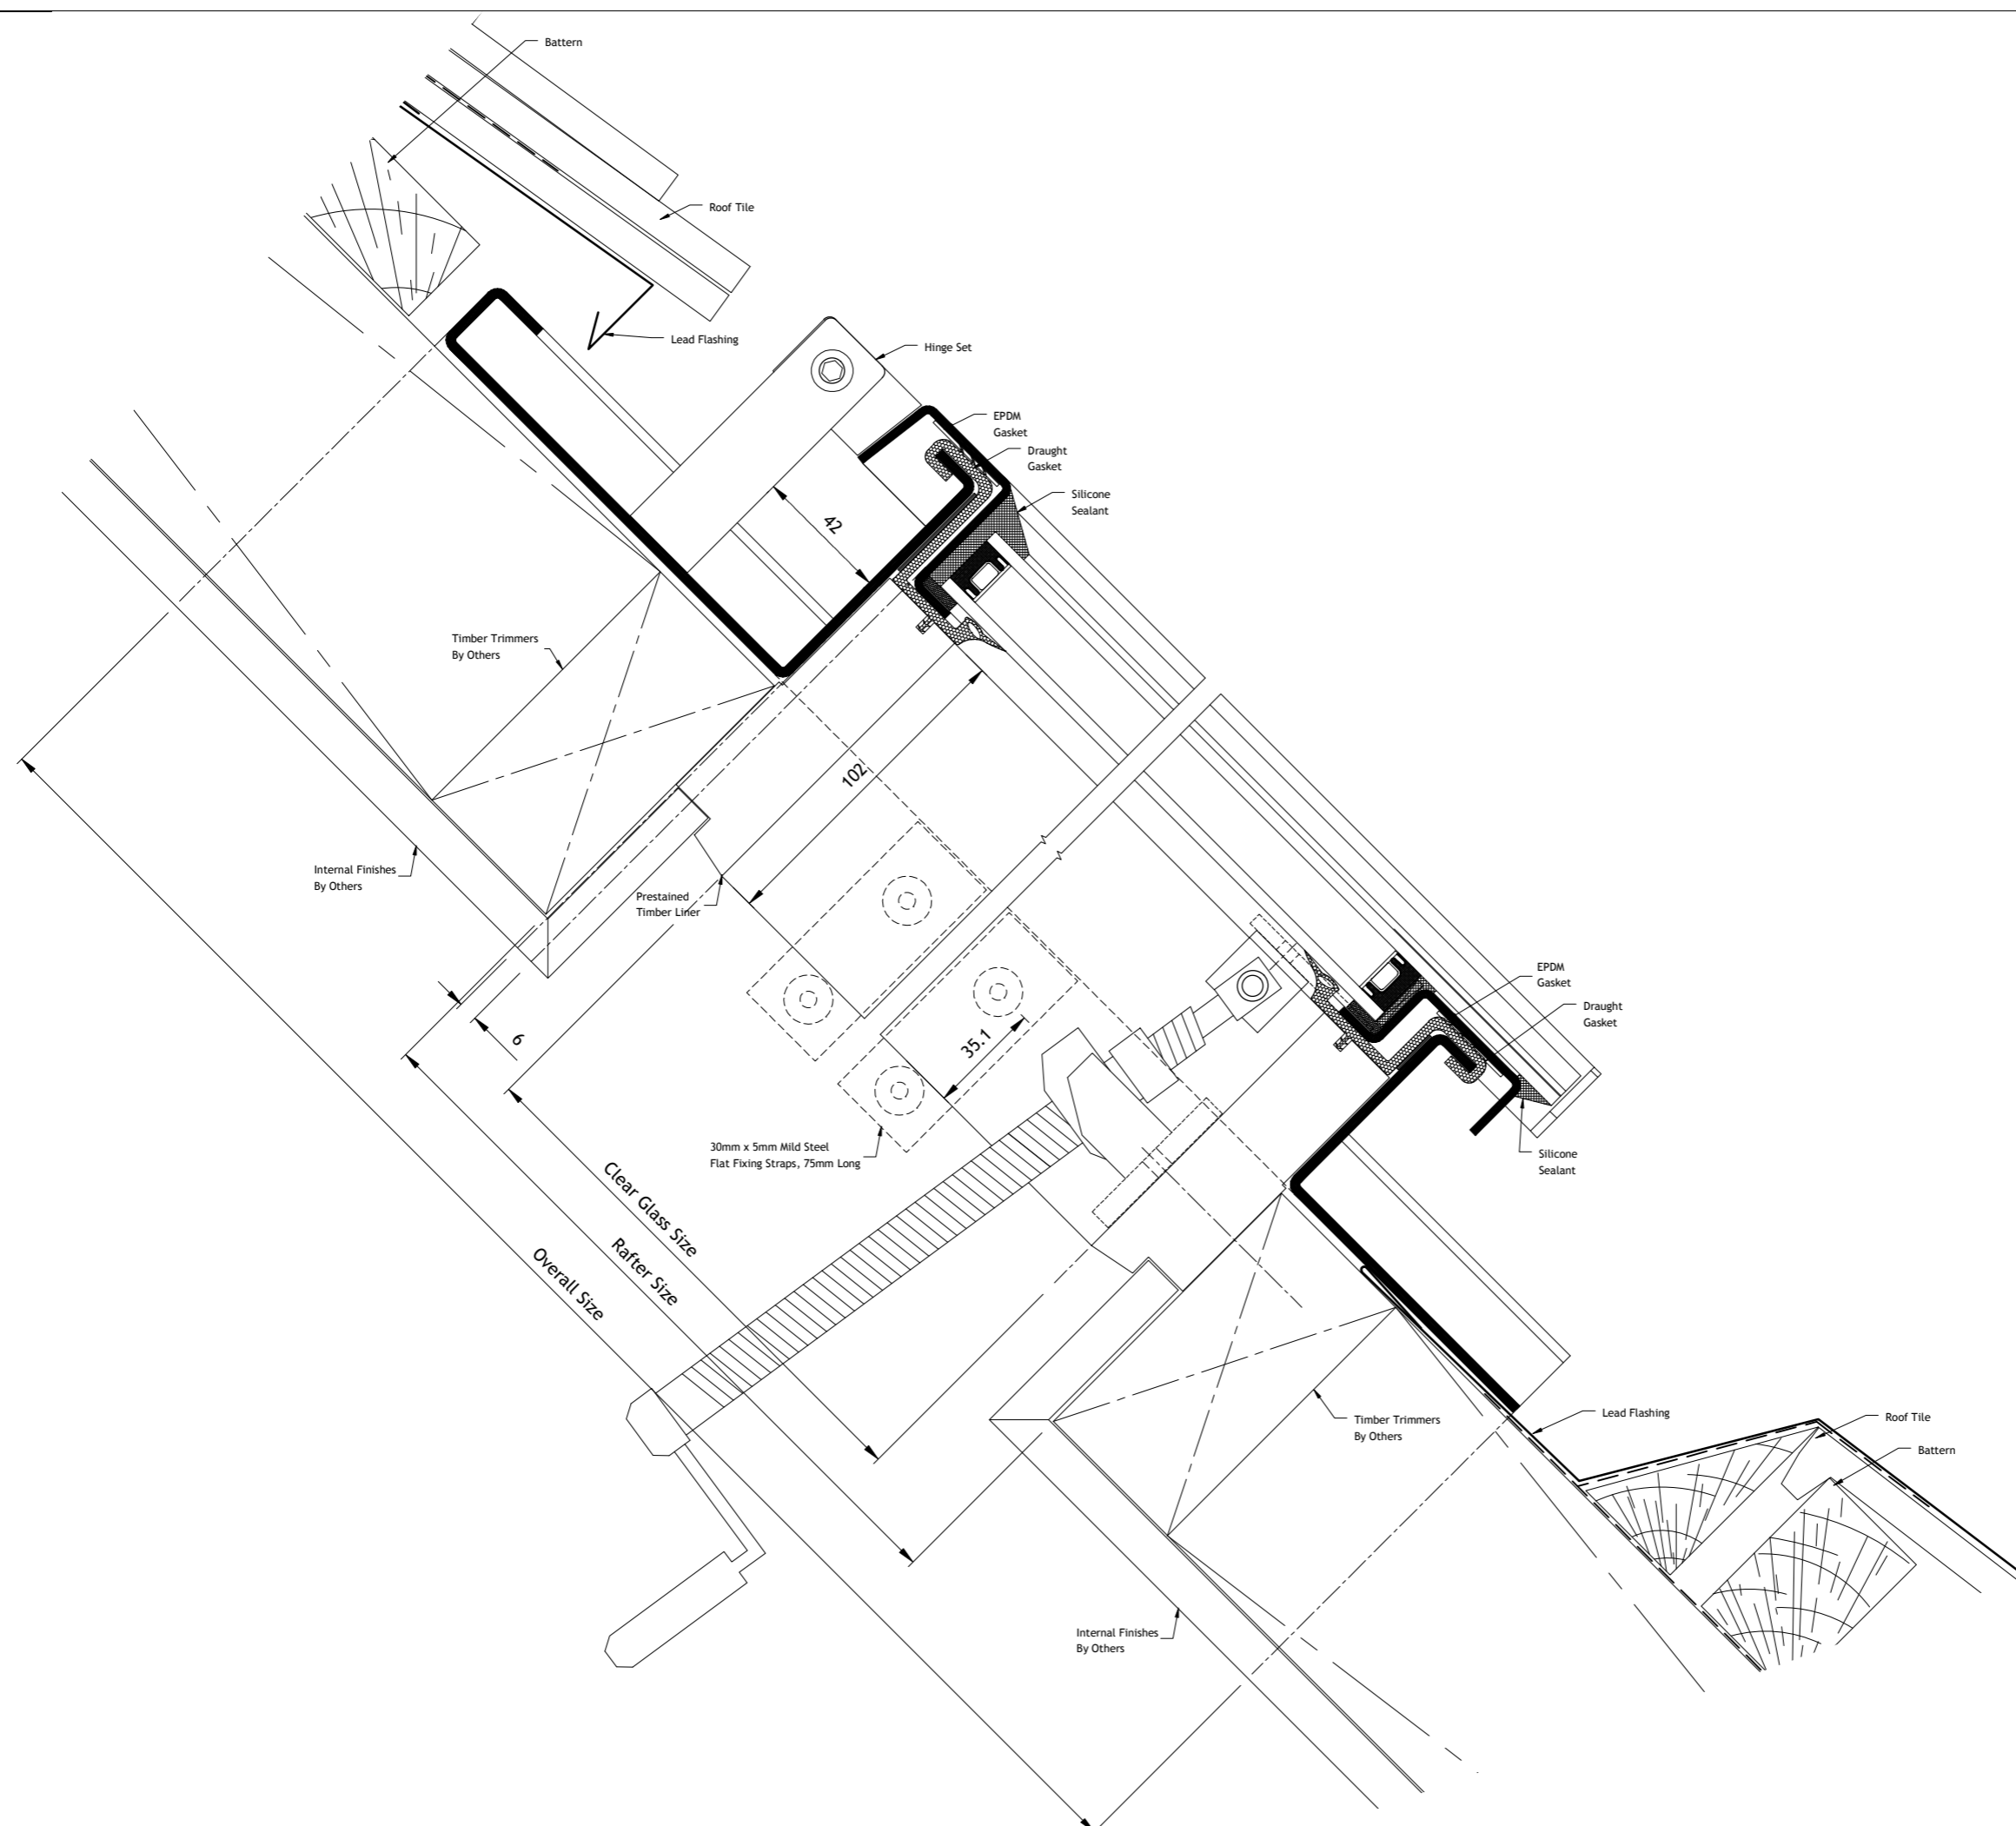 Battern
Roof Tile
Lead Flashing
Hinge Set
EPDM
Gasket
Draught
Gasket
Silicone
Sealant
42
Timber Trimmers
By Others
102
Internal Finishes
By Others
Prestained
Timber Liner
EPDM
Gasket
Draught
Gasket
6
35.1
30mm x 5mm Mild Steel
Flat Fixing Straps, 75mm Long
Silicone
Sealant
Clear Glass Size
Rafter Size
Overall Size
Timber Trimmers
By Others
Lead Flashing
Roof Tile
Battern
Internal Finishes
By Others